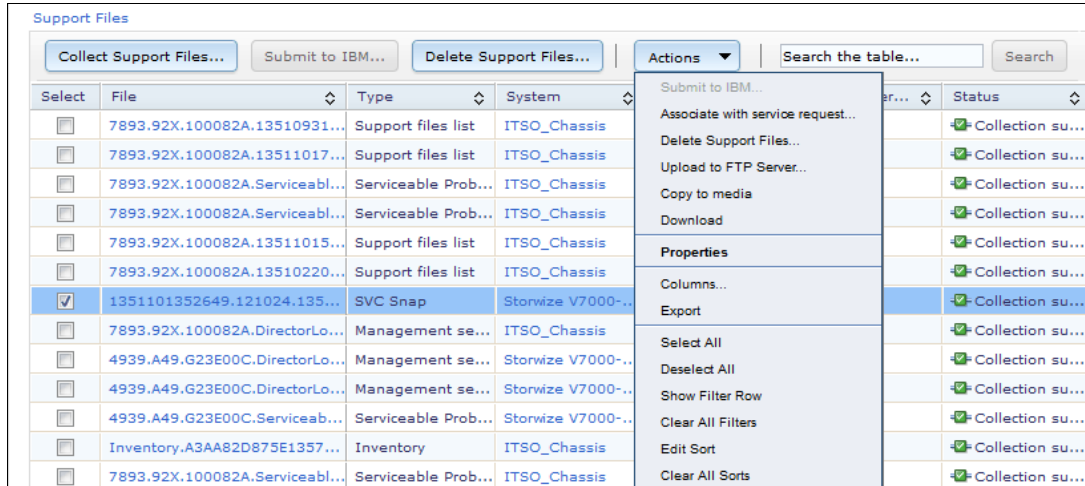 Support Files
Collect Support Files... Submit to IBM... Delete Support Files... Actions Search the table... Search
Select File Type System er... Status
7893.92X.100082A.13510931... Support files list ITSO_Chassis Collection su...
7893.92X.100082A.13511017... Support files list ITSO_Chassis Collection su...
7893.92X.100082A.Serviceabl... Serviceable Prob... ITSO_Chassis Collection su...
7893.92X.100082A.Serviceabl... Serviceable Prob... ITSO_Chassis Collection su...
7893.92X.100082A.13511015... Support files list ITSO_Chassis Collection su...
7893.92X.100082A.13510220... Support files list ITSO_Chassis Collection su...
1351101352649.121024.135... SVC Snap Storwize V7000-... Collection su...
7893.92X.100082A.DirectorLo... Management se... ITSO_Chassis Collection su...
4939.A49.G23E00C.DirectorLo... Management se... Storwize V7000-... Collection su...
4939.A49.G23E00C.DirectorLo... Management se... Storwize V7000-... Collection su...
4939.A49.G23E00C.Serviceab... Serviceable Prob... Storwize V7000-... Collection su...
Inventory.A3AA82D875E1357... Inventory ITSO_Chassis Collection su...
7893.92X.100082A.Serviceabl... Serviceable Prob... ITSO_Chassis Collection su...
Submit to IBM...
Associate with service request...
Delete Support Files...
Upload to FTP Server...
Copy to media
Download
Properties
Columns...
Export
Select All
Deselect All
Show Filter Row
Clear All Filters
Edit Sort
Clear All Sorts